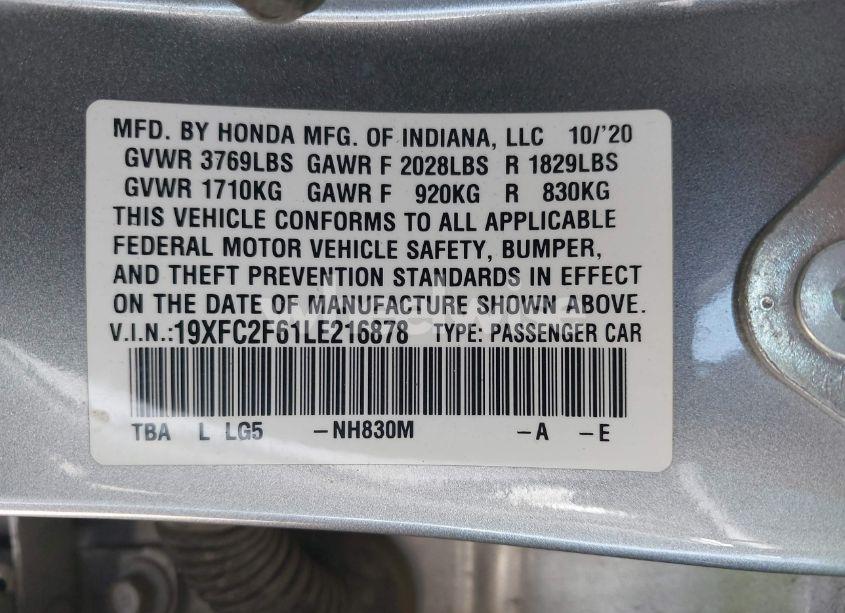 MFD. BY HONDA MFG. OF INDIANA, LLC 10/'20
GVWR 3769LBS GAWR F 2028LBS R 1829LBS
GVWR 1710KG GAWR F 920KG R 830KG
THIS VEHICLE CONFORMS TO ALL APPLICABLE
FEDERAL MOTOR VEHICLE SAFETY, BUMPER,
AND THEFT PREVENTION STANDARDS IN EFFECT
ON THE DATE OF MANUFACTURE SHOWN ABOVE.
V.I.N.:19XFC2F61LE216878 TYPE: PASSENGER CAR
TBA L LG5 -NH830M -A -E